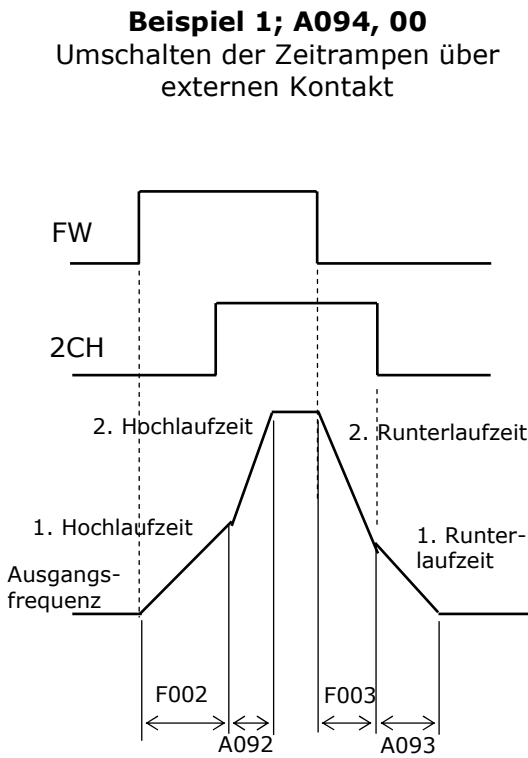 Beispiel 1; A094, 00
Umschalten der Zeitrampen über
externen Kontakt
FW
2CH
2. Hochlaufzeit
2. Runterlaufzeit
1. Hochlaufzeit
1. Runter-
laufzeit
Ausgangs-
frequenz
F002
F003
A092
A093